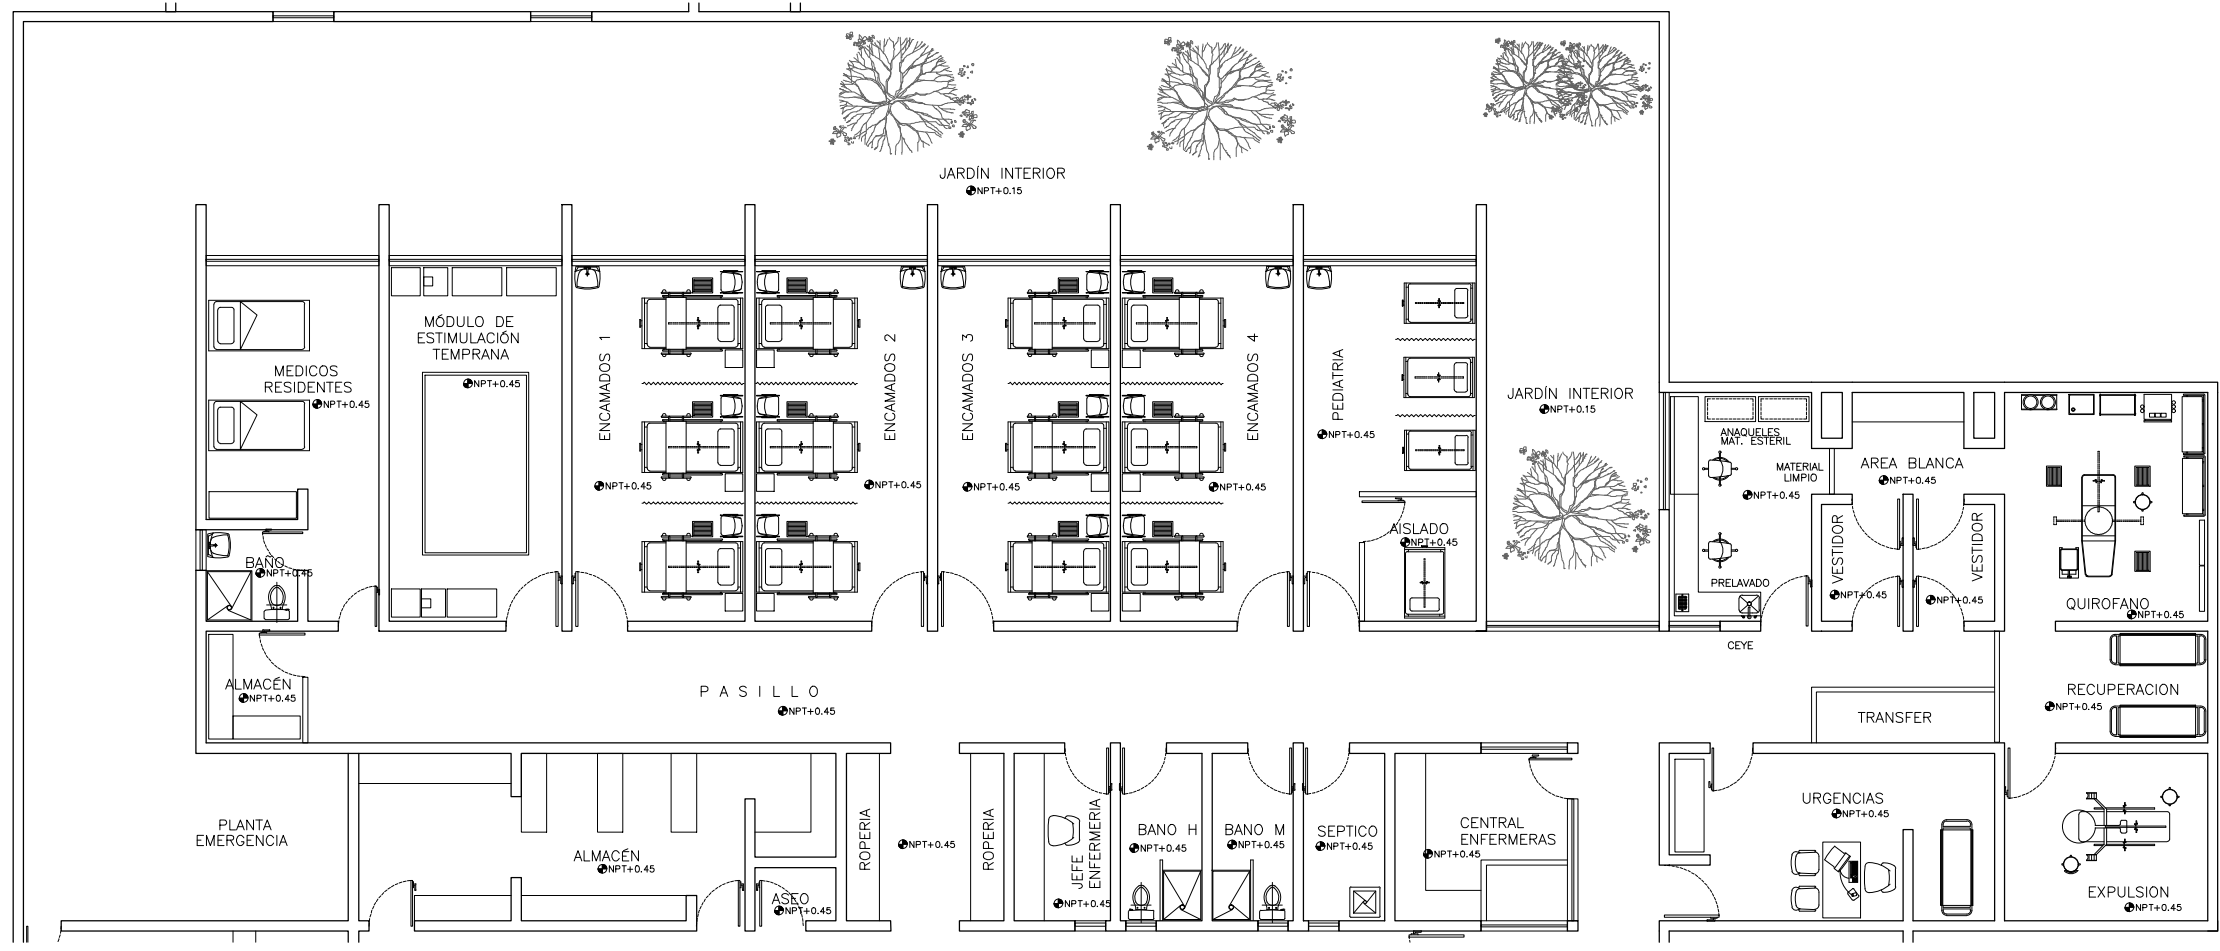 JARDÍN INTERIOR
NPT+0.15
MÓDULO DE
ESTIMULACIÓN
TEMPRANA
NPT+0.45
MEDICOS
RESIDENTES
NPT+0.45
ENCAMADOS 1
NPT+0.45
ENCAMADOS 2
NPT+0.45
ENCAMADOS 3
NPT+0.45
ENCAMADOS 4
NPT+0.45
PEDIATRIA
NPT+0.45
JARDÍN INTERIOR
NPT+0.15
ANAQUELES
MAT. ESTERIL
MATERIAL
LIMPIO
NPT+0.45
AREA BLANCA
NPT+0.45
AISLADO
NPT+0.45
BAÑO
NPT+0.45
PRELAVADO
VESTIDOR
NPT+0.45
VESTIDOR
NPT+0.45
QUIROFANO
NPT+0.45
CEYE
ALMACÉN
NPT+0.45
PASILLO
NPT+0.45
TRANSFER
RECUPERACION
NPT+0.45
PLANTA
EMERGENCIA
ALMACÉN
NPT+0.45
ASEO
NPT+0.45
ROPERIA
NPT+0.45
ROPERIA
JEFE
ENFERMERIA
NPT+0.45
BANO H
NPT+0.45
BANO M
NPT+0.45
SEPTICO
NPT+0.45
CENTRAL
ENFERMERAS
NPT+0.45
URGENCIAS
NPT+0.45
EXPULSION
NPT+0.45